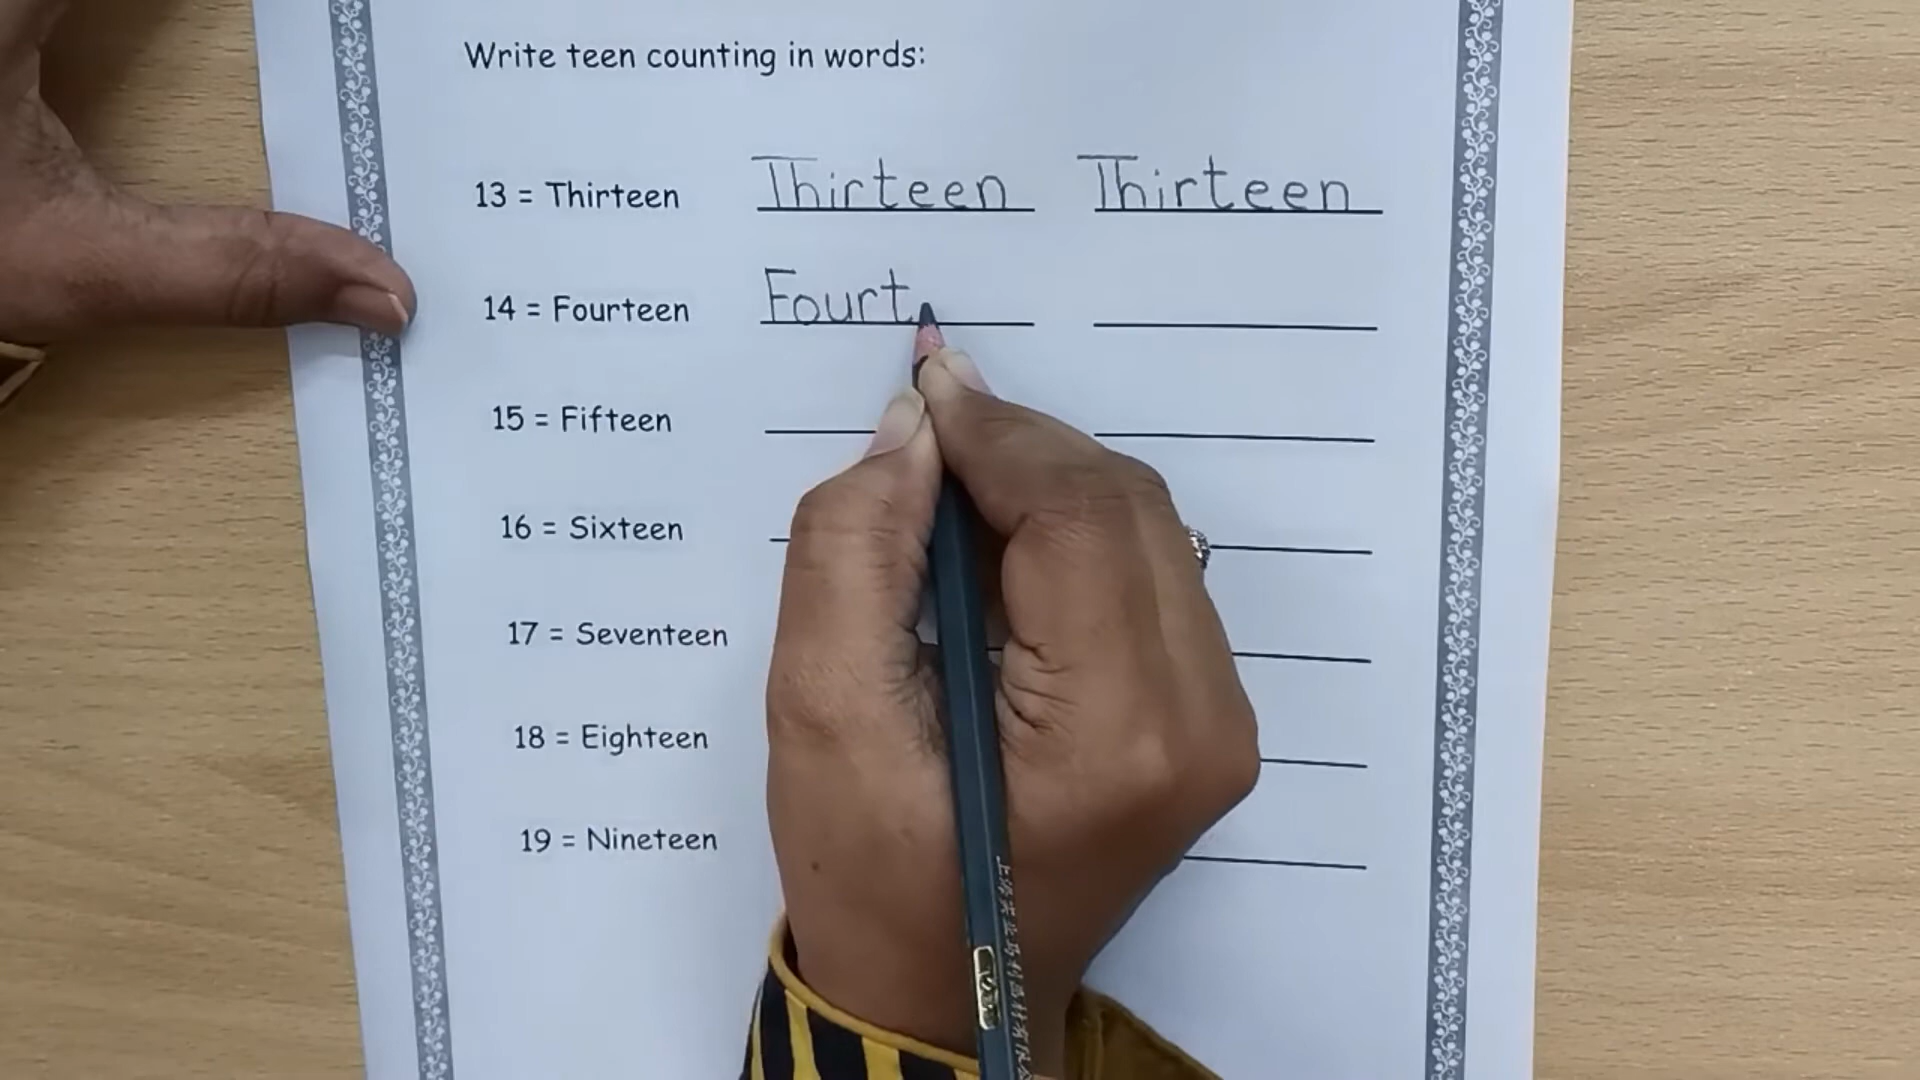 Write teen counting in words:
13 = Thirteen Thirteen Thirteen
14 = Fourteen Fourt
15 = Fifteen
16 = Sixteen
17 = Seventeen
18 = Eighteen
19 = Nineteen